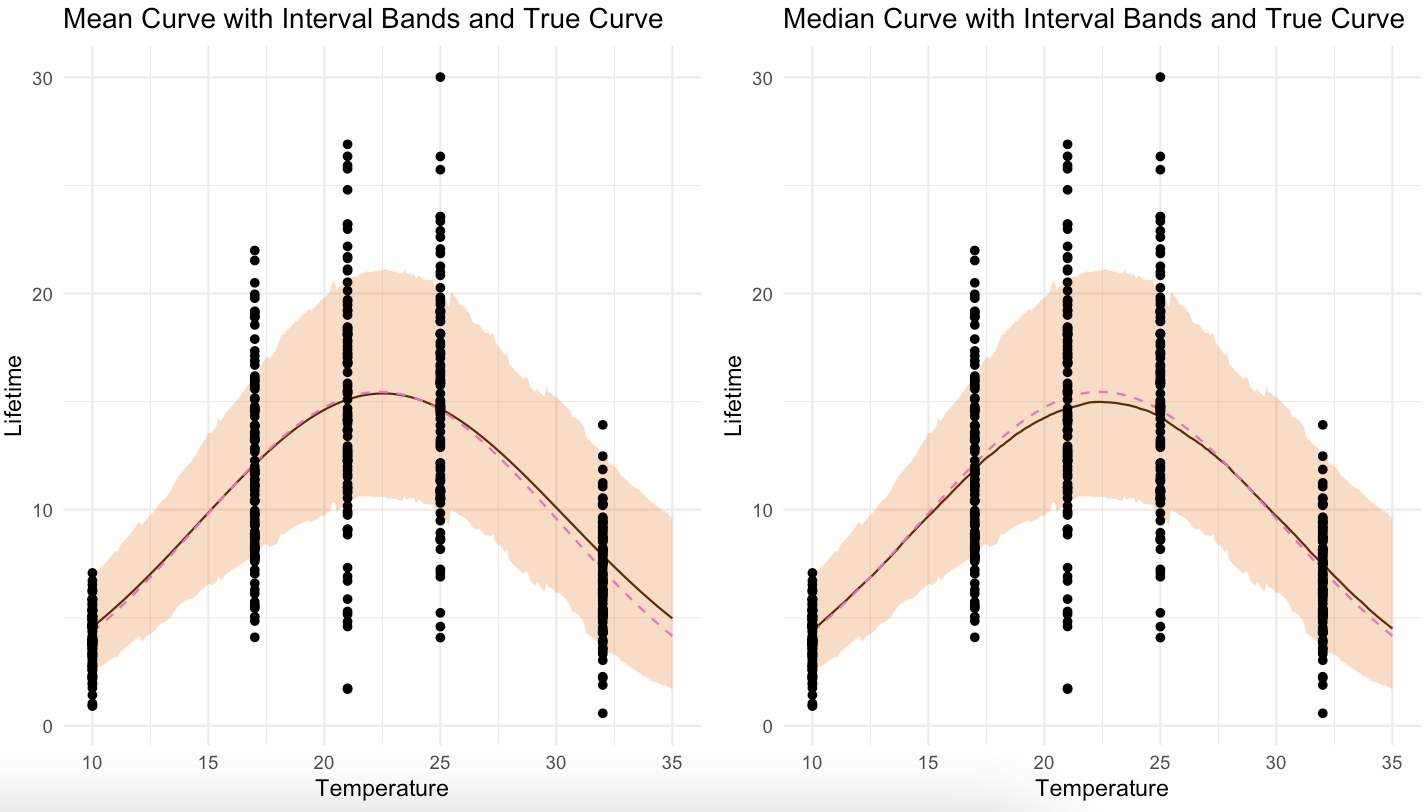 Mean Curve with Interval Bands and True Curve
30
20
10
0
Lifetime
10 15 20 25 30 35
Temperature
Median Curve with Interval Bands and True Curve
30
20
10
0
Lifetime
10 15 20 25 30 35
Temperature